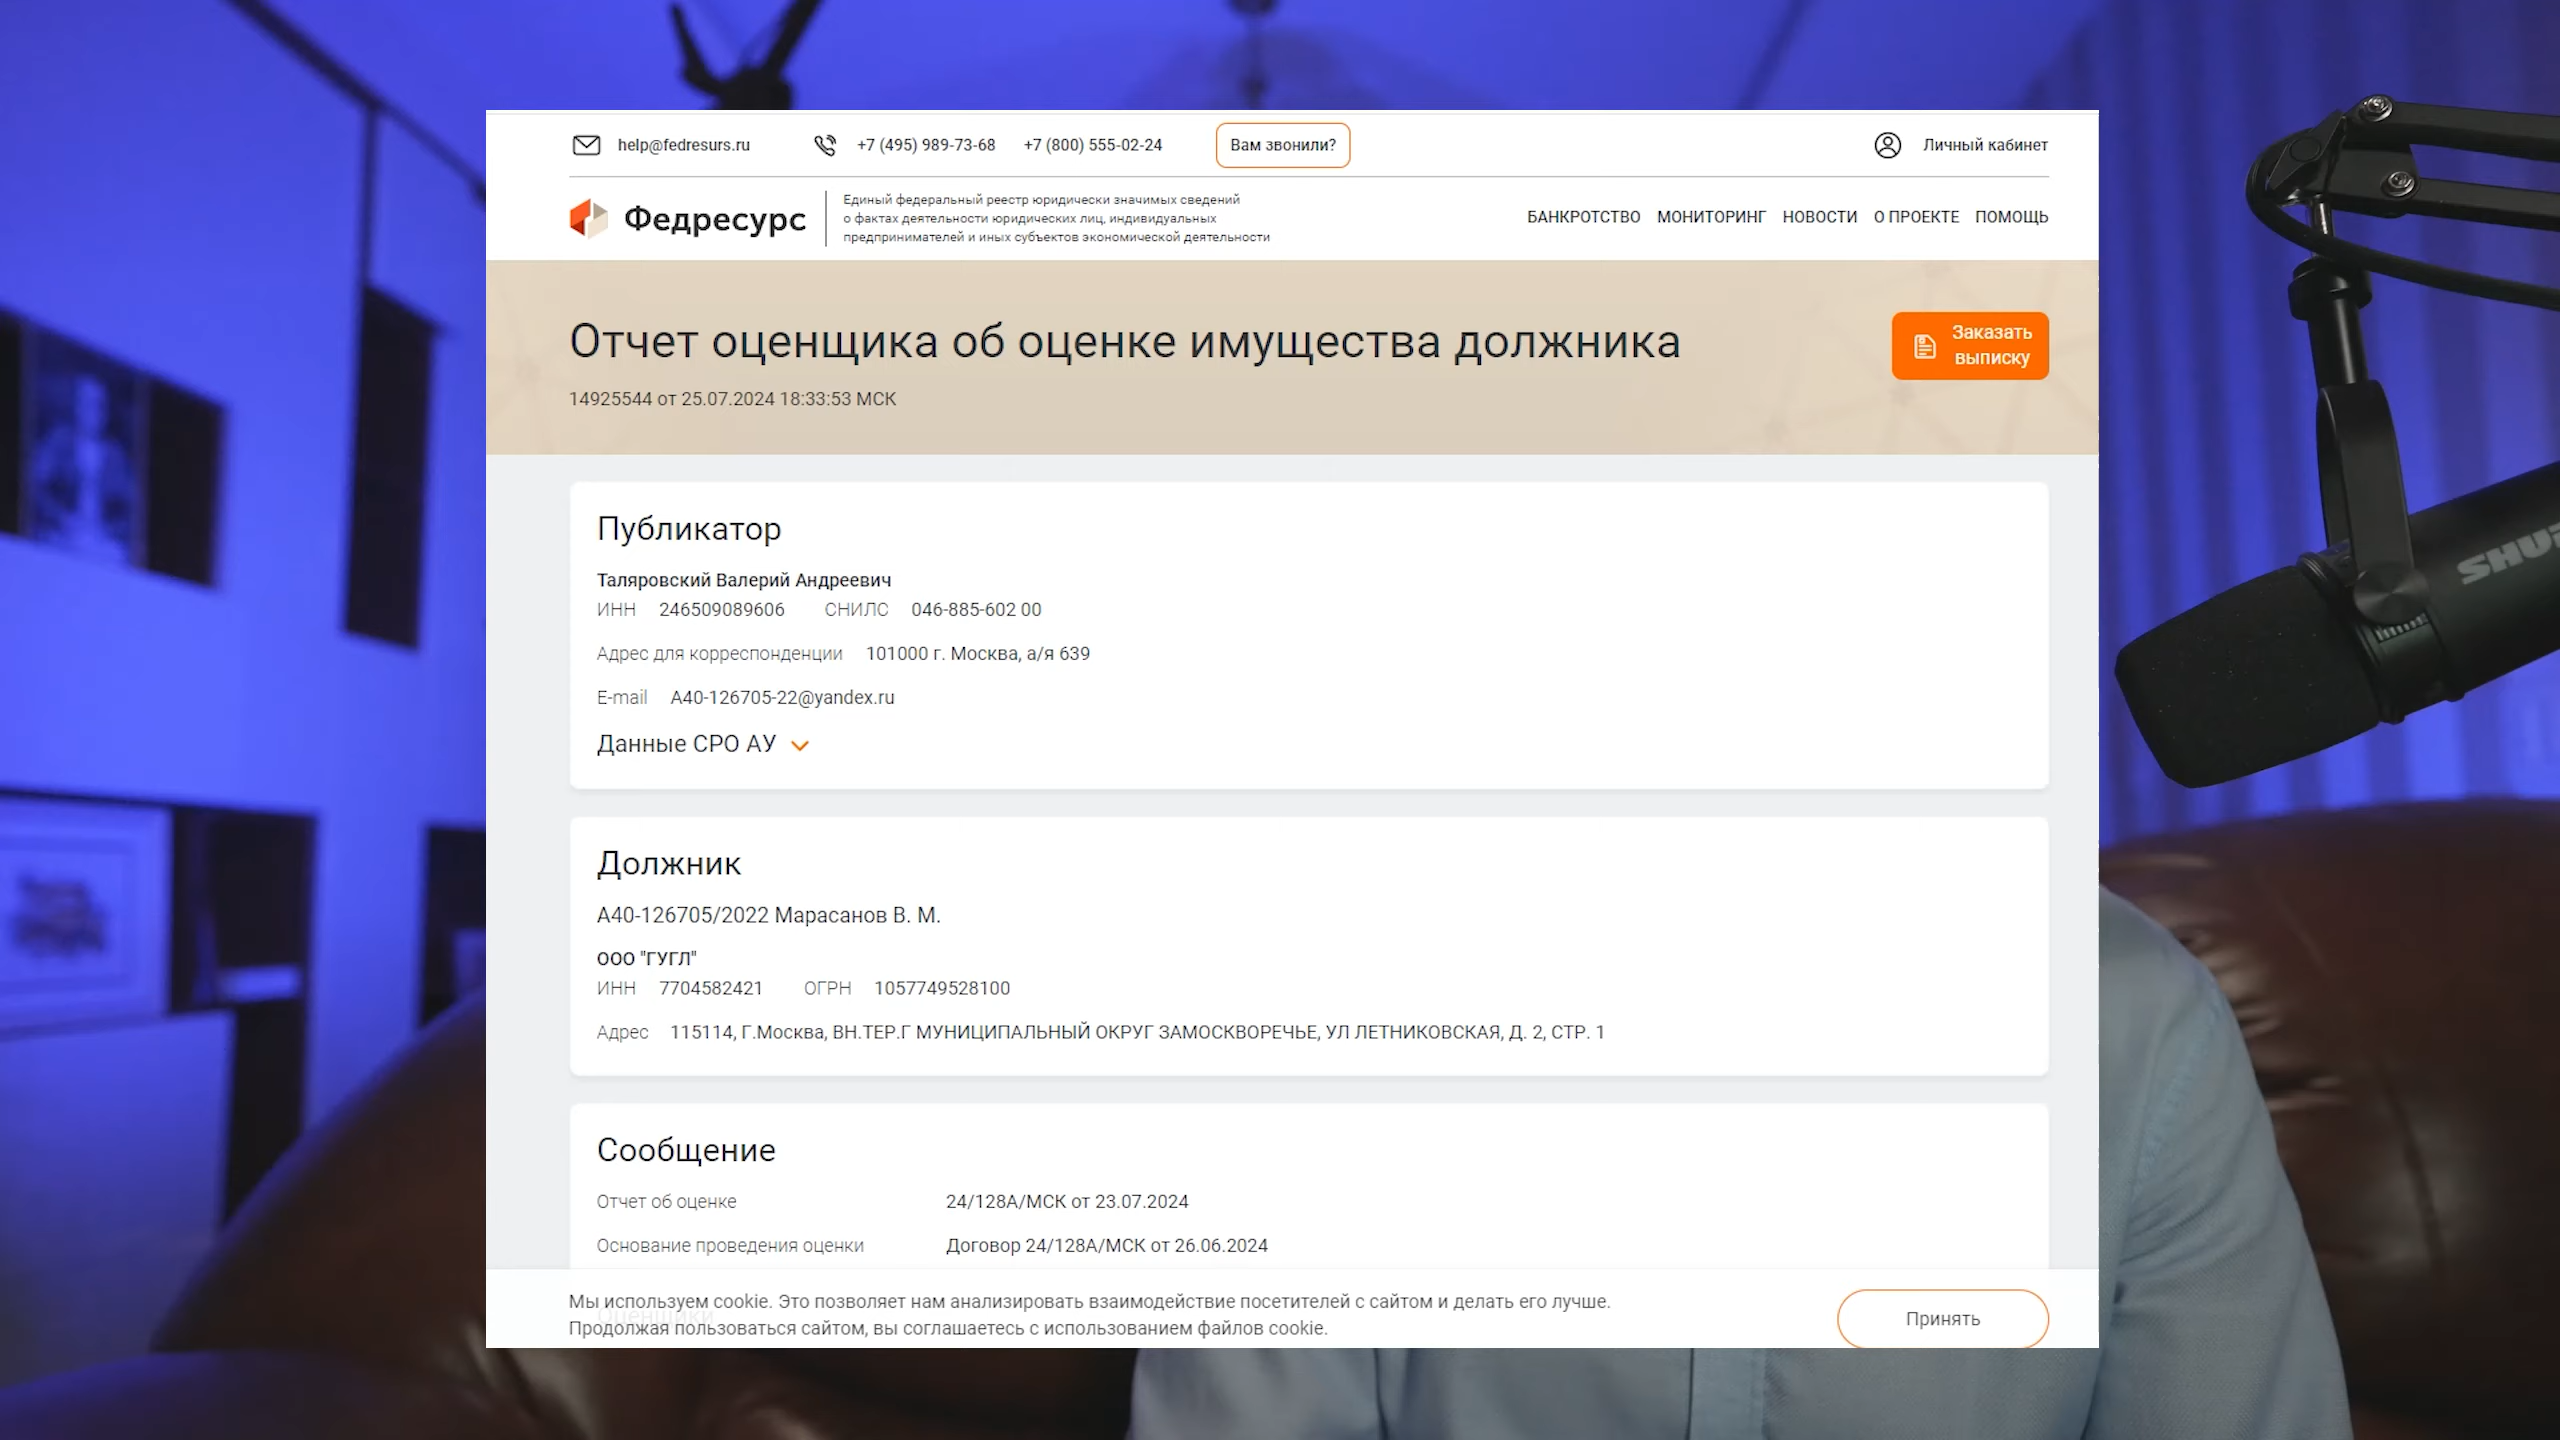 help@fedresurs.ru
+7 (495) 989-73-68 +7 (800) 555-02-24
Вам звонили?
Личный кабинет
Федресурс
Единый федеральный реестр юридически значимых сведений
о фактах деятельности юридических лиц, индивидуальных
предпринимателей и иных субъектов экономической деятельности
БАНКРОТСТВО МОНИТОРИНГ НОВОСТИ О ПРОЕКТЕ ПОМОЩЬ
Отчет оценщика об оценке имущества должника
14925544 от 25.07.2024 18:33:53 МСК
Заказать
выписку
Публикатор
Таляровский Валерий Андреевич
ИНН 246509089606 СНИЛС 046-885-602 00
Адрес для корреспонденции 101000 г. Москва, а/я 639
E-mail A40-126705-22@yandex.ru
Данные СРО АУ
Должник
А40-126705/2022 Марасанов В. М.
ООО "ГУГЛ"
ИНН 7704582421 ОГРН 1057749528100
Адрес 115114, Г.Москва, ВН.ТЕР.Г МУНИЦИПАЛЬНЫЙ ОКРУГ ЗАМОСКВОРЕЧЬЕ, УЛ ЛЕТНИКОВСКАЯ, Д. 2, СТР. 1
Сообщение
Отчет об оценке 24/128А/МСК от 23.07.2024
Основание проведения оценки Договор 24/128А/МСК от 26.06.2024
Оценщики
Мы используем cookie. Это позволяет нам анализировать взаимодействие посетителей с сайтом и делать его лучше.
Продолжая пользоваться сайтом, вы соглашаетесь с использованием файлов cookie.
Принять